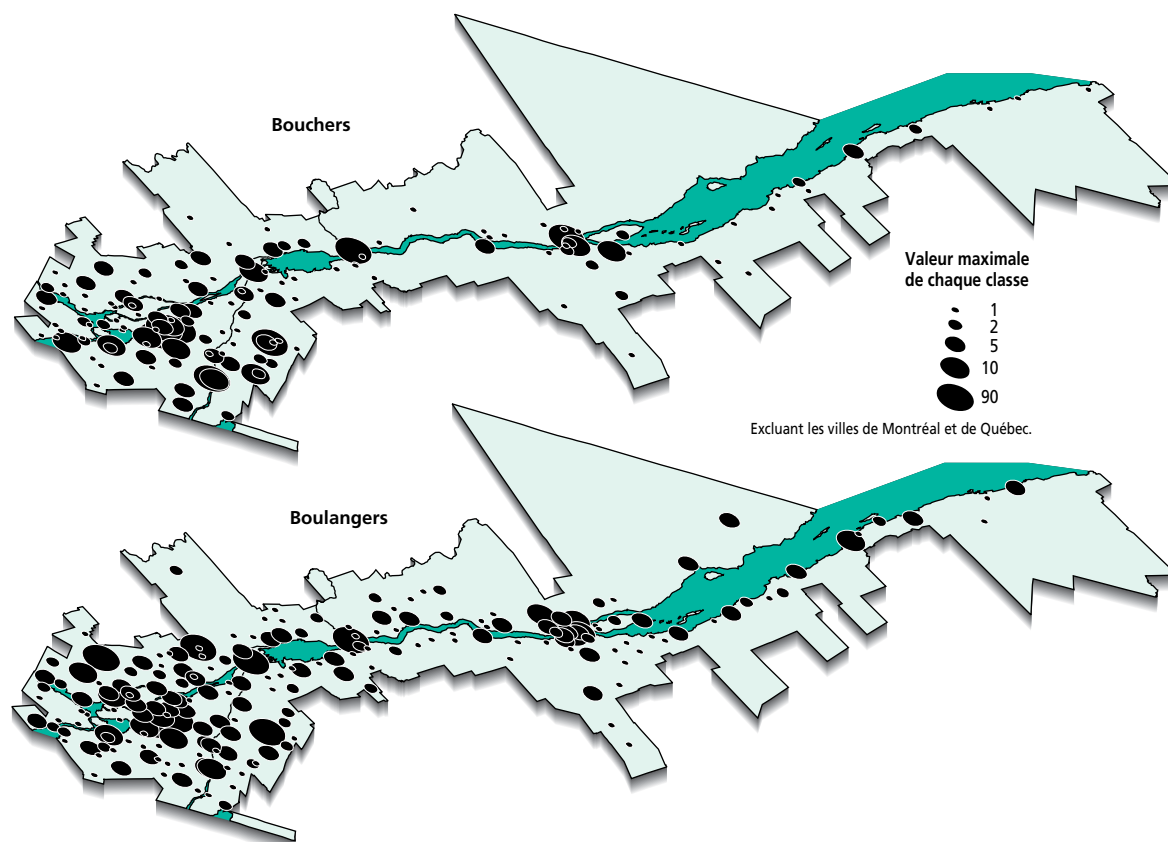 Bouchers
Valeur maximale
de chaque classe
1
2
5
10
90
Excluant les villes de Montréal et de Québec.
Boulangers